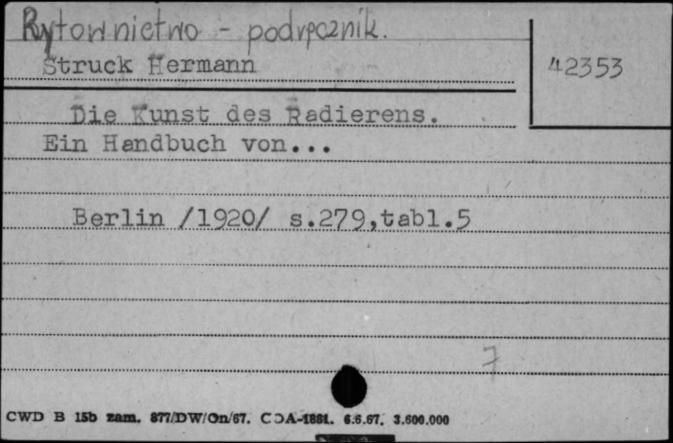 Rytownictwo - podręcznik.
Struck Hermann
42353
Die Kunst des Radierens.
Ein Handbuch von...
Berlin /1920/ s.279,tabl.5
7
CWD B 15b zam. 877/DW/On/67. CDA-1881. 6.6.67. 3.600.000